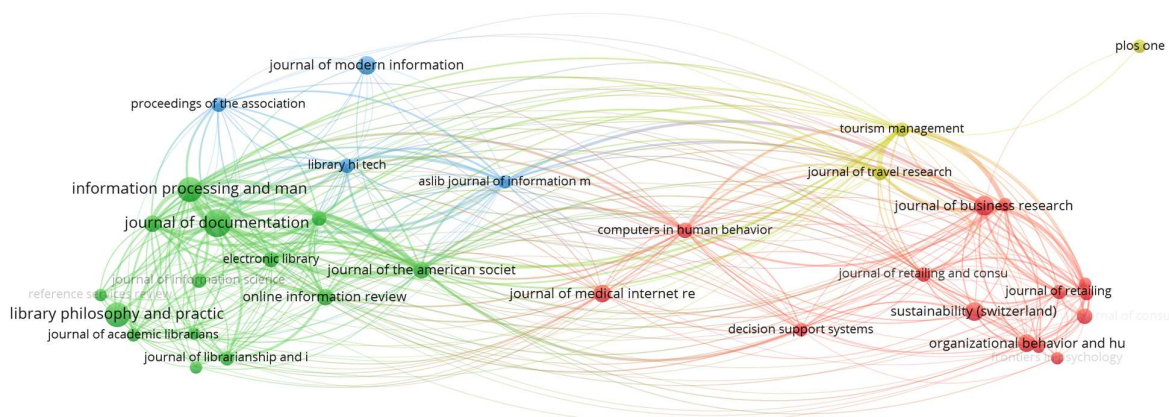 plos one
journal of modern information
proceedings of the association
tourism management
library hi tech
journal of travel research
aslib journal of information m
information processing and man
journal of business research
journal of documentation
computers in human behavior
electronic library
journal of the american societ
journal of retailing and consu
journal of information science
journal of retailing
reference services review
online information review
journal of medical internet re
library philosophy and practic
sustainability (switzerland)
journal of consu
journal of academic librarians
decision support systems
organizational behavior and hu
journal of librarianship and i
frontiers in psychology